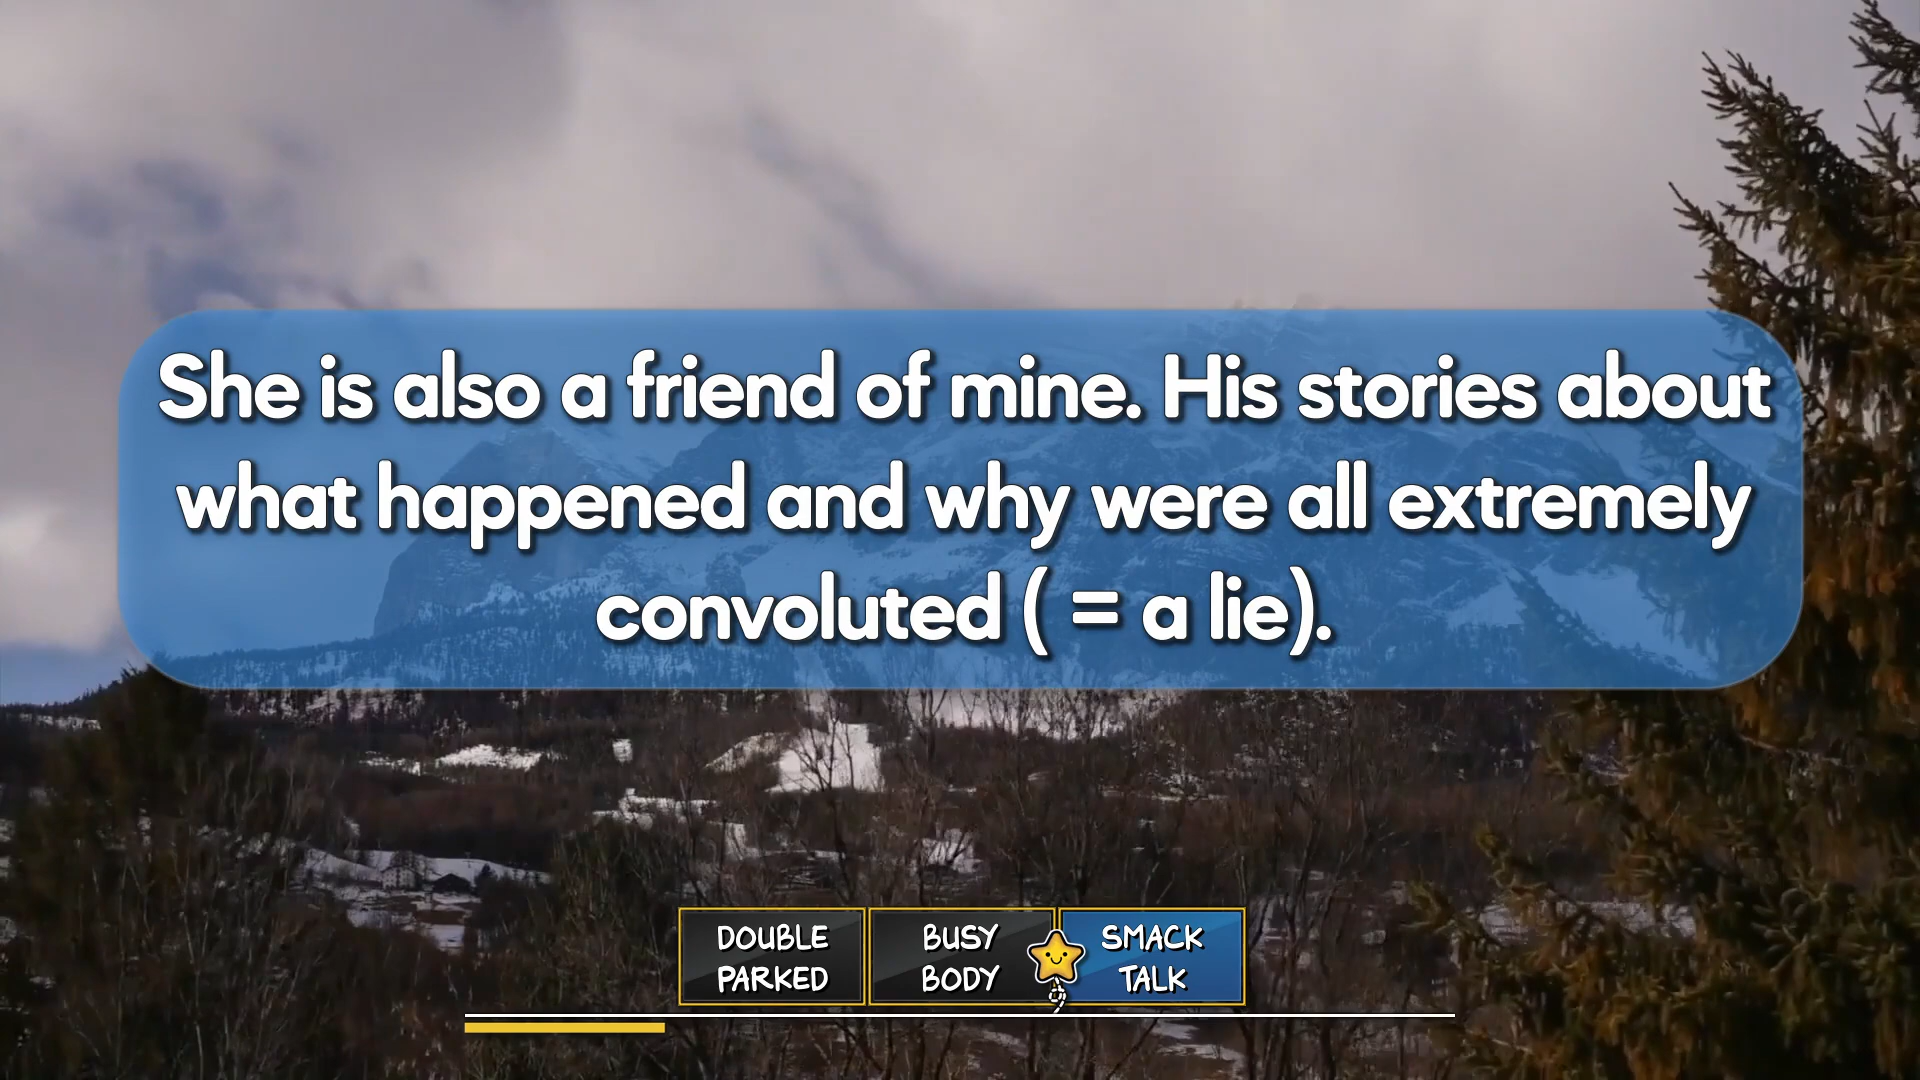 She is also a friend of mine. His stories about
what happened and why were all extremely
convoluted ( = a lie).
DOUBLE
PARKED
BUSY
BODY
SMACK
TALK